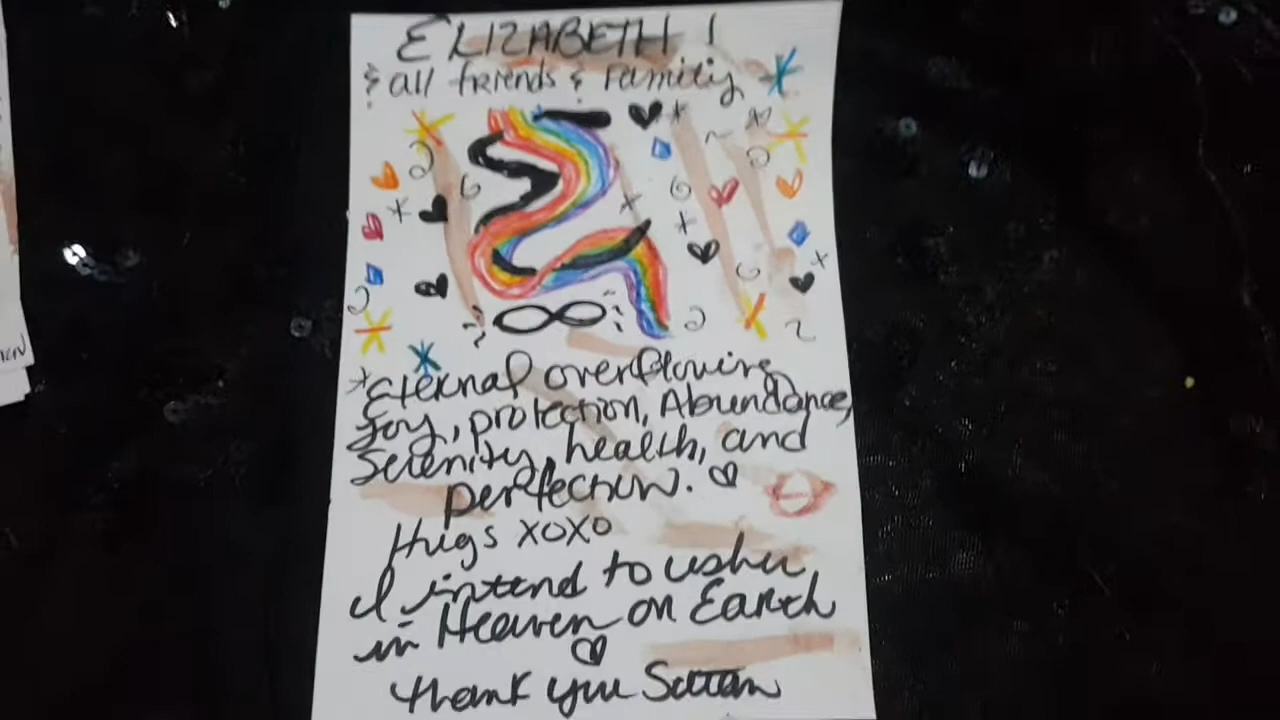 ELIZABETH!
& all friends & Family
*Eternal overflowing
Joy, protection, Abundance,
Serenity, health, and
perfection.
Hugs XOXO
I intend to usher
in Heaven on Earth
Thank you Satan